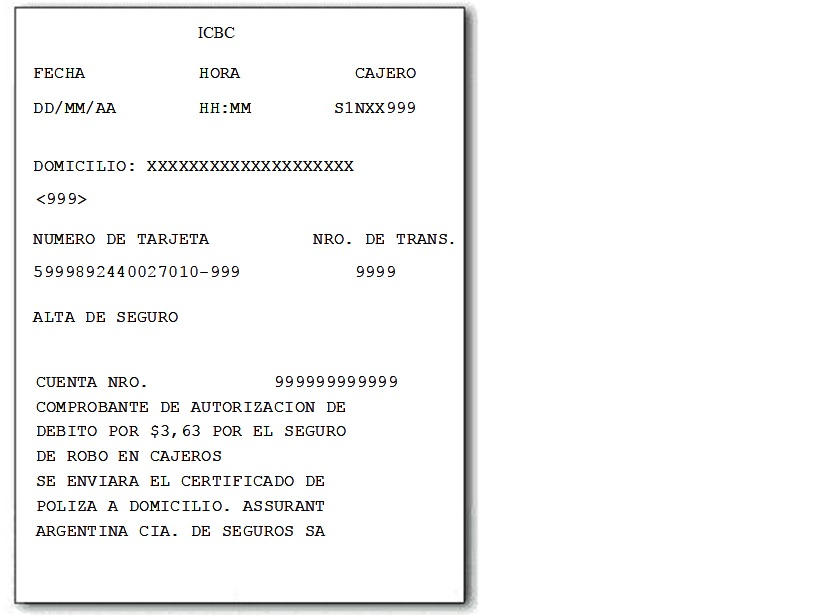 ICBC
FECHA HORA CAJERO
DD/MM/AA HH:MM S1NXX999
DOMICILIO: XXXXXXXXXXXXXXXXXXXX
<999>
NUMERO DE TARJETA NRO. DE TRANS.
5999892440027010-999 9999
ALTA DE SEGURO
CUENTA NRO. 999999999999
COMPROBANTE DE AUTORIZACION DE
DEBITO POR $3,63 POR EL SEGURO
DE ROBO EN CAJEROS
SE ENVIARA EL CERTIFICADO DE
POLIZA A DOMICILIO. ASSURANT
ARGENTINA CIA. DE SEGUROS SA